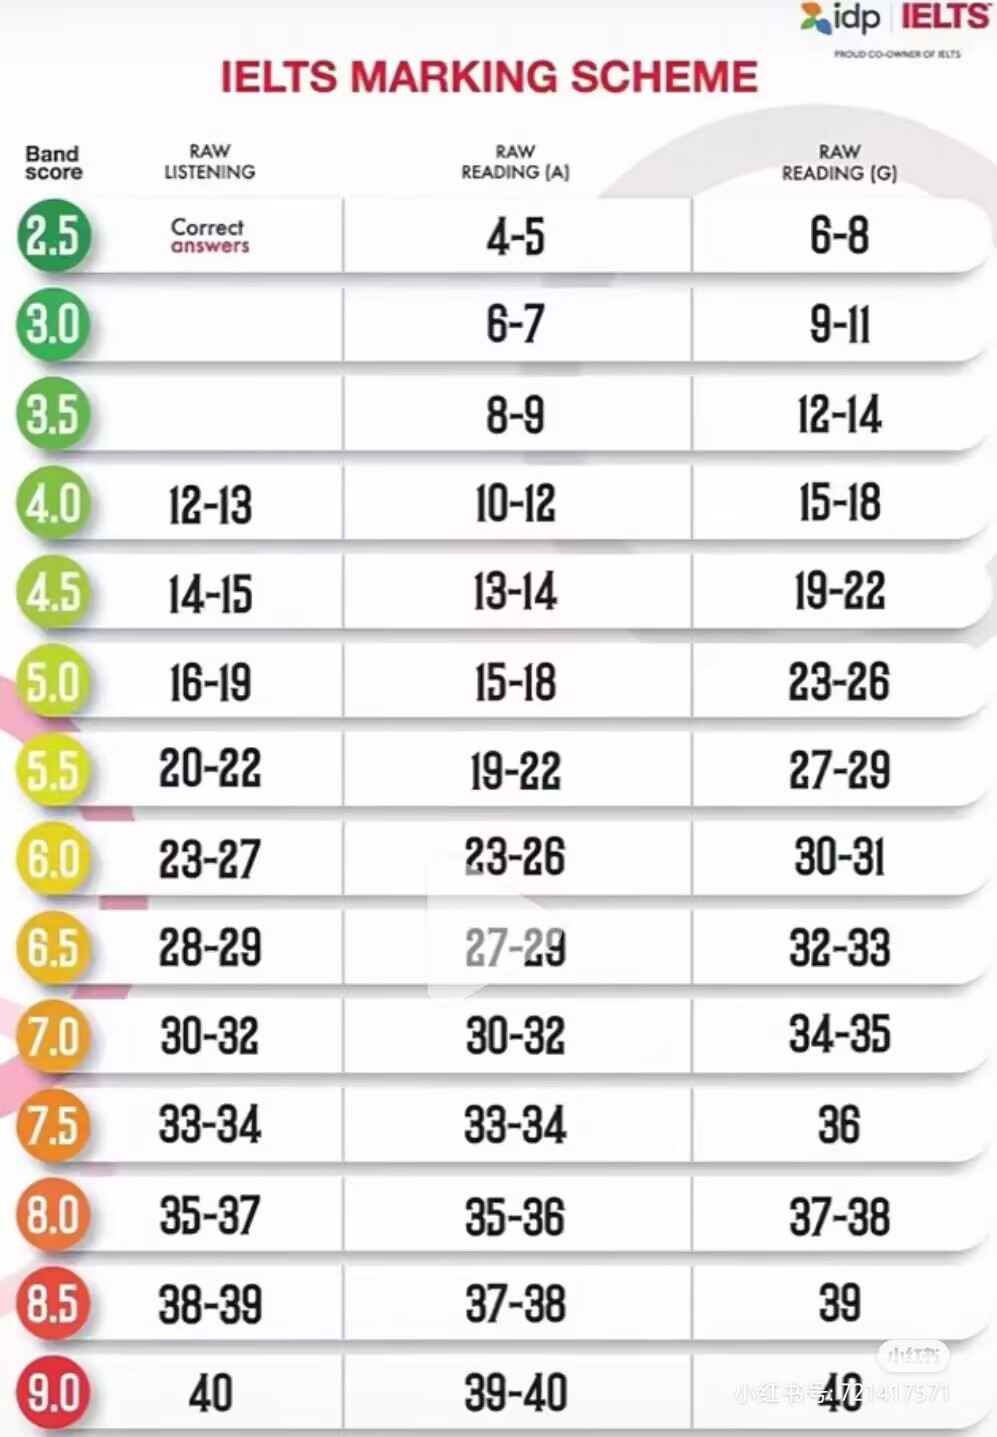 idp IELTS
PROUD CO-OWNER OF IELTS
IELTS MARKING SCHEME
Band score RAW LISTENING RAW READING (A) RAW READING (G)
2.5 Correct answers 4-5 6-8
3.0 6-7 9-11
3.5 8-9 12-14
4.0 12-13 10-12 15-18
4.5 14-15 13-14 19-22
5.0 16-19 15-18 23-26
5.5 20-22 19-22 27-29
6.0 23-27 23-26 30-31
6.5 28-29 27-29 32-33
7.0 30-32 30-32 34-35
7.5 33-34 33-34 36
8.0 35-37 35-36 37-38
8.5 38-39 37-38 39
9.0 40 39-40 40
小红书
小红书号: 721417571